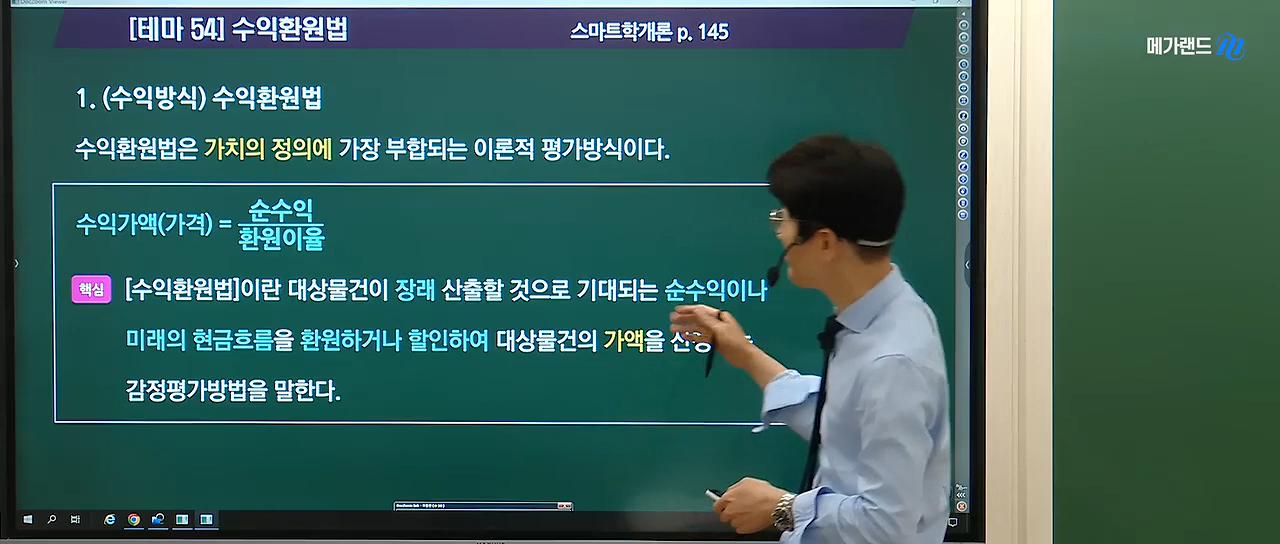 [테마 54] 수익환원법
스마트학개론 p. 145
메가랜드
1. (수익방식) 수익환원법
수익환원법은 가치의 정의에 가장 부합되는 이론적 평가방식이다.
수익가액(가격) = 순수익
환원이율
핵심 [수익환원법]이란 대상물건이 장래 산출할 것으로 기대되는 순수익이나
미래의 현금흐름을 환원하거나 할인하여 대상물건의 가액을
감정평가방법을 말한다.